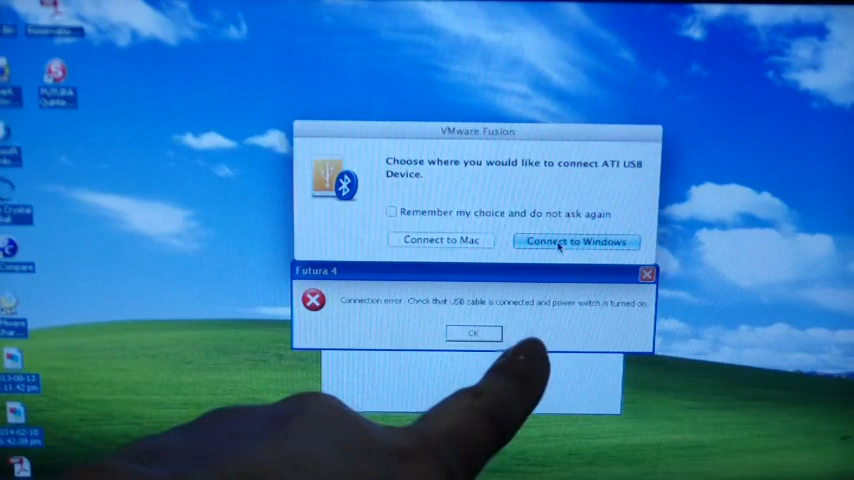 VMware Fusion
Choose where you would like to connect ATI USB
Device.
Remember my choice and do not ask again
Connect to Mac
Connect to Windows
Futura 4
Connection error. Check that USB cable is connected and power switch is turned on.
OK
Compare